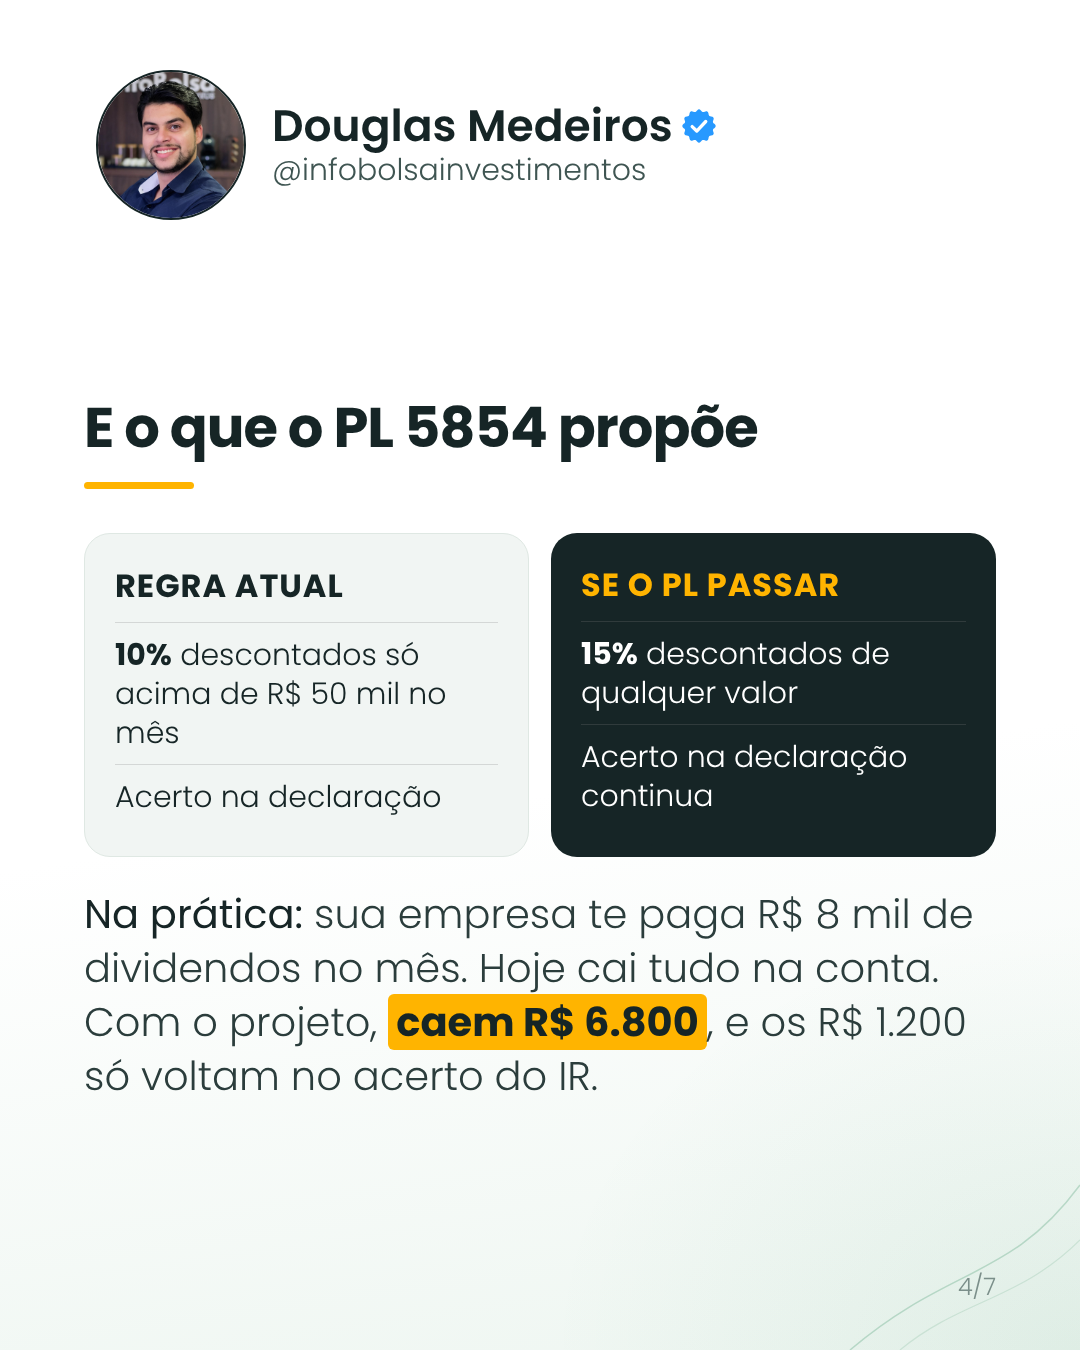 Douglas Medeiros
@infobolsainvestimentos
E o que o PL 5854 propõe
REGRA ATUAL
10% descontados só
acima de R$ 50 mil no
mês
Acerto na declaração
SE O PL PASSAR
15% descontados de
qualquer valor
Acerto na declaração
continua
Na prática: sua empresa te paga R$ 8 mil de
dividendos no mês. Hoje cai tudo na conta.
Com o projeto, caem R$ 6.800, e os R$ 1.200
só voltam no acerto do IR.
4/7